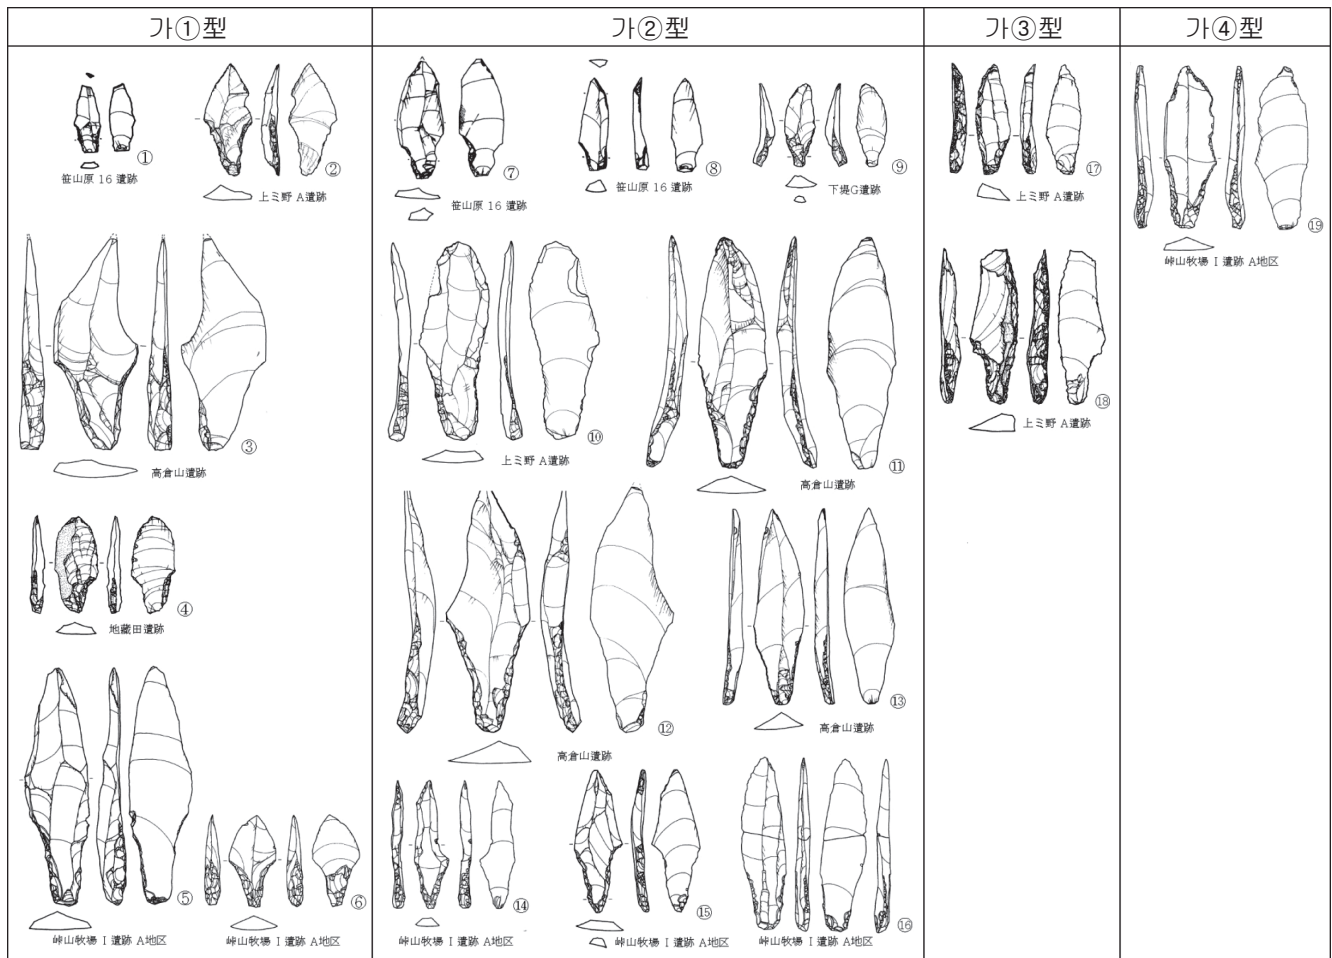 가①型
가②型
가③型
가④型
①
笹山原 16 遺跡
②
上ミ野 A遺跡
③
高倉山遺跡
④
地藏田遺跡
⑤
峠山牧場 I 遺跡 A地区
⑥
峠山牧場 I 遺跡 A地区
⑦
笹山原 16 遺跡
⑧
笹山原 16 遺跡
⑨
下堤G遺跡
⑩
上ミ野 A遺跡
⑪
高倉山遺跡
⑫
高倉山遺跡
⑬
高倉山遺跡
⑭
峠山牧場 I 遺跡 A地区
⑮
峠山牧場 I 遺跡 A地区
⑯
峠山牧場 I 遺跡 A地区
⑰
上ミ野 A遺跡
⑱
上ミ野 A遺跡
⑲
峠山牧場 I 遺跡 A地区